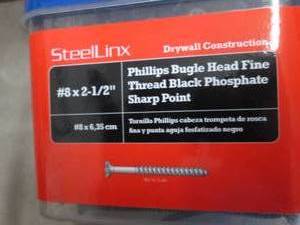 SteelLinx
Drywall Construction
#8 x 2-1/2"
Phillips Bugle Head Fine
Thread Black Phosphate
Sharp Point
#8 x 6,35 cm
Tornillo Phillips cabeza trompeta de rosca
fina y punta aguja fosfatizado negro